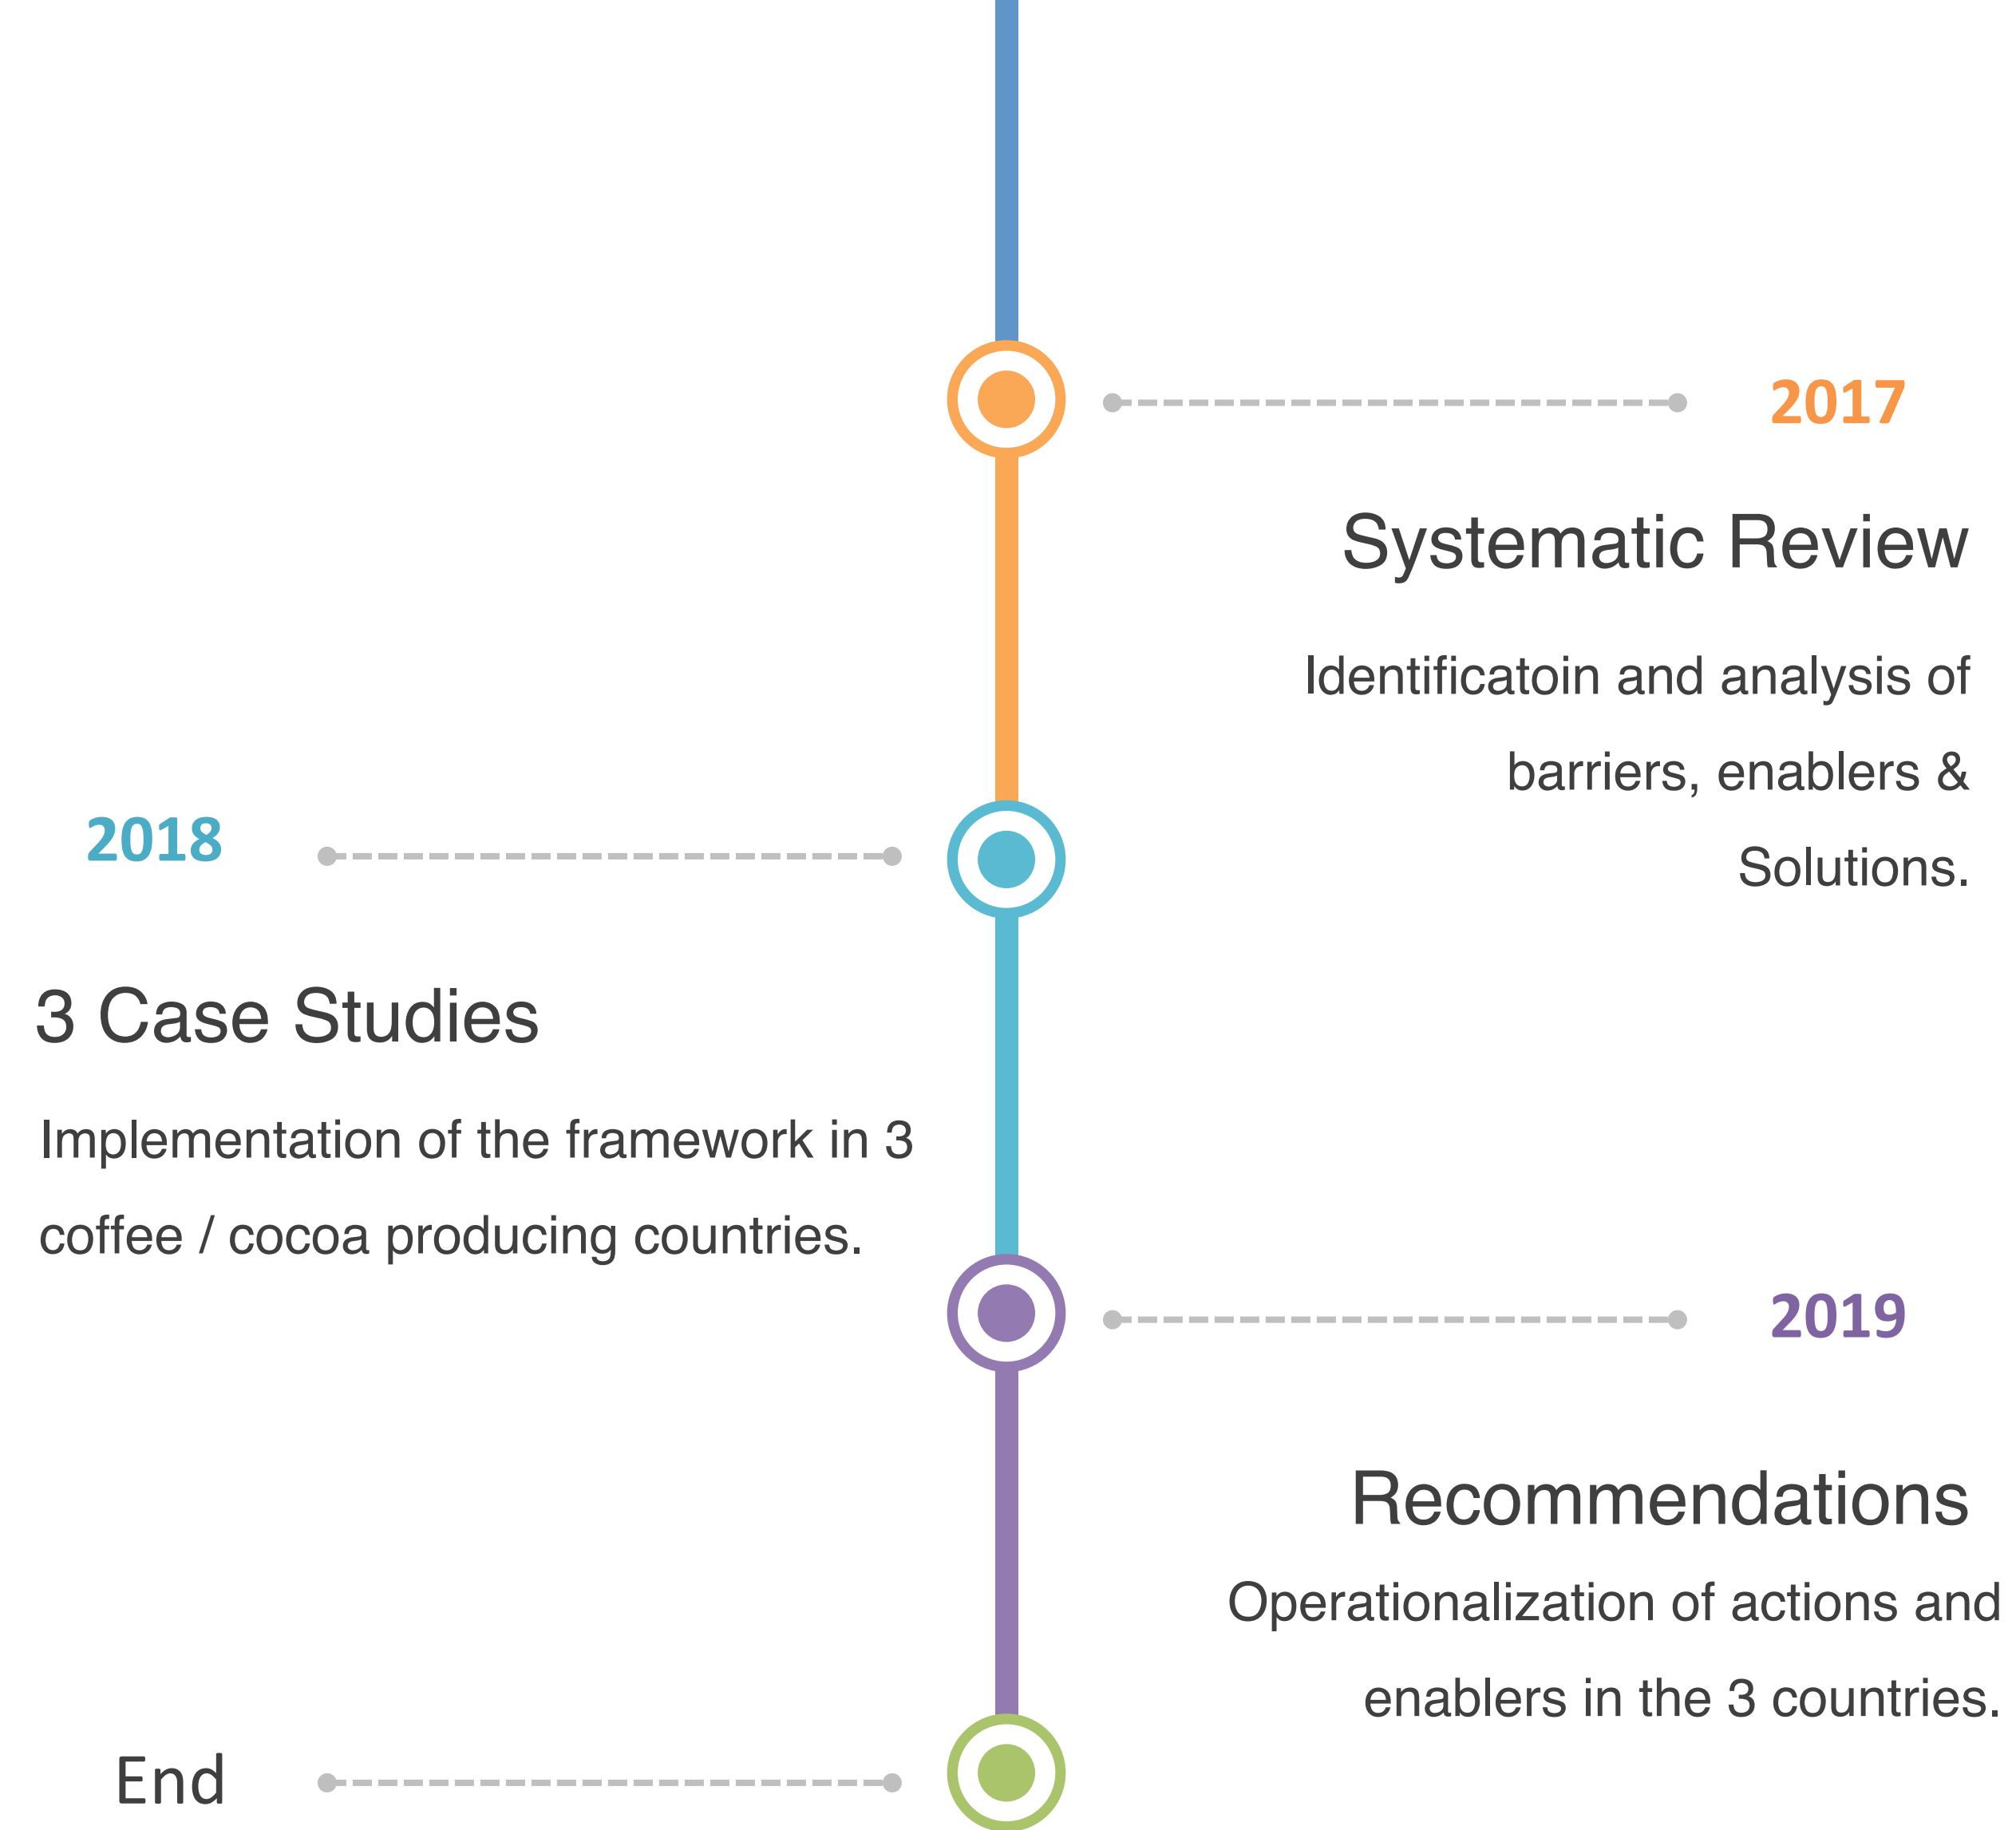 2017
Systematic Review
Identificatoin and analysis of
barriers, enablers &
Solutions.
2018
3 Case Studies
Implementation of the framework in 3
coffee / cocoa producing countries.
2019
Recommendations
Operationalization of actions and
enablers in the 3 countries.
End